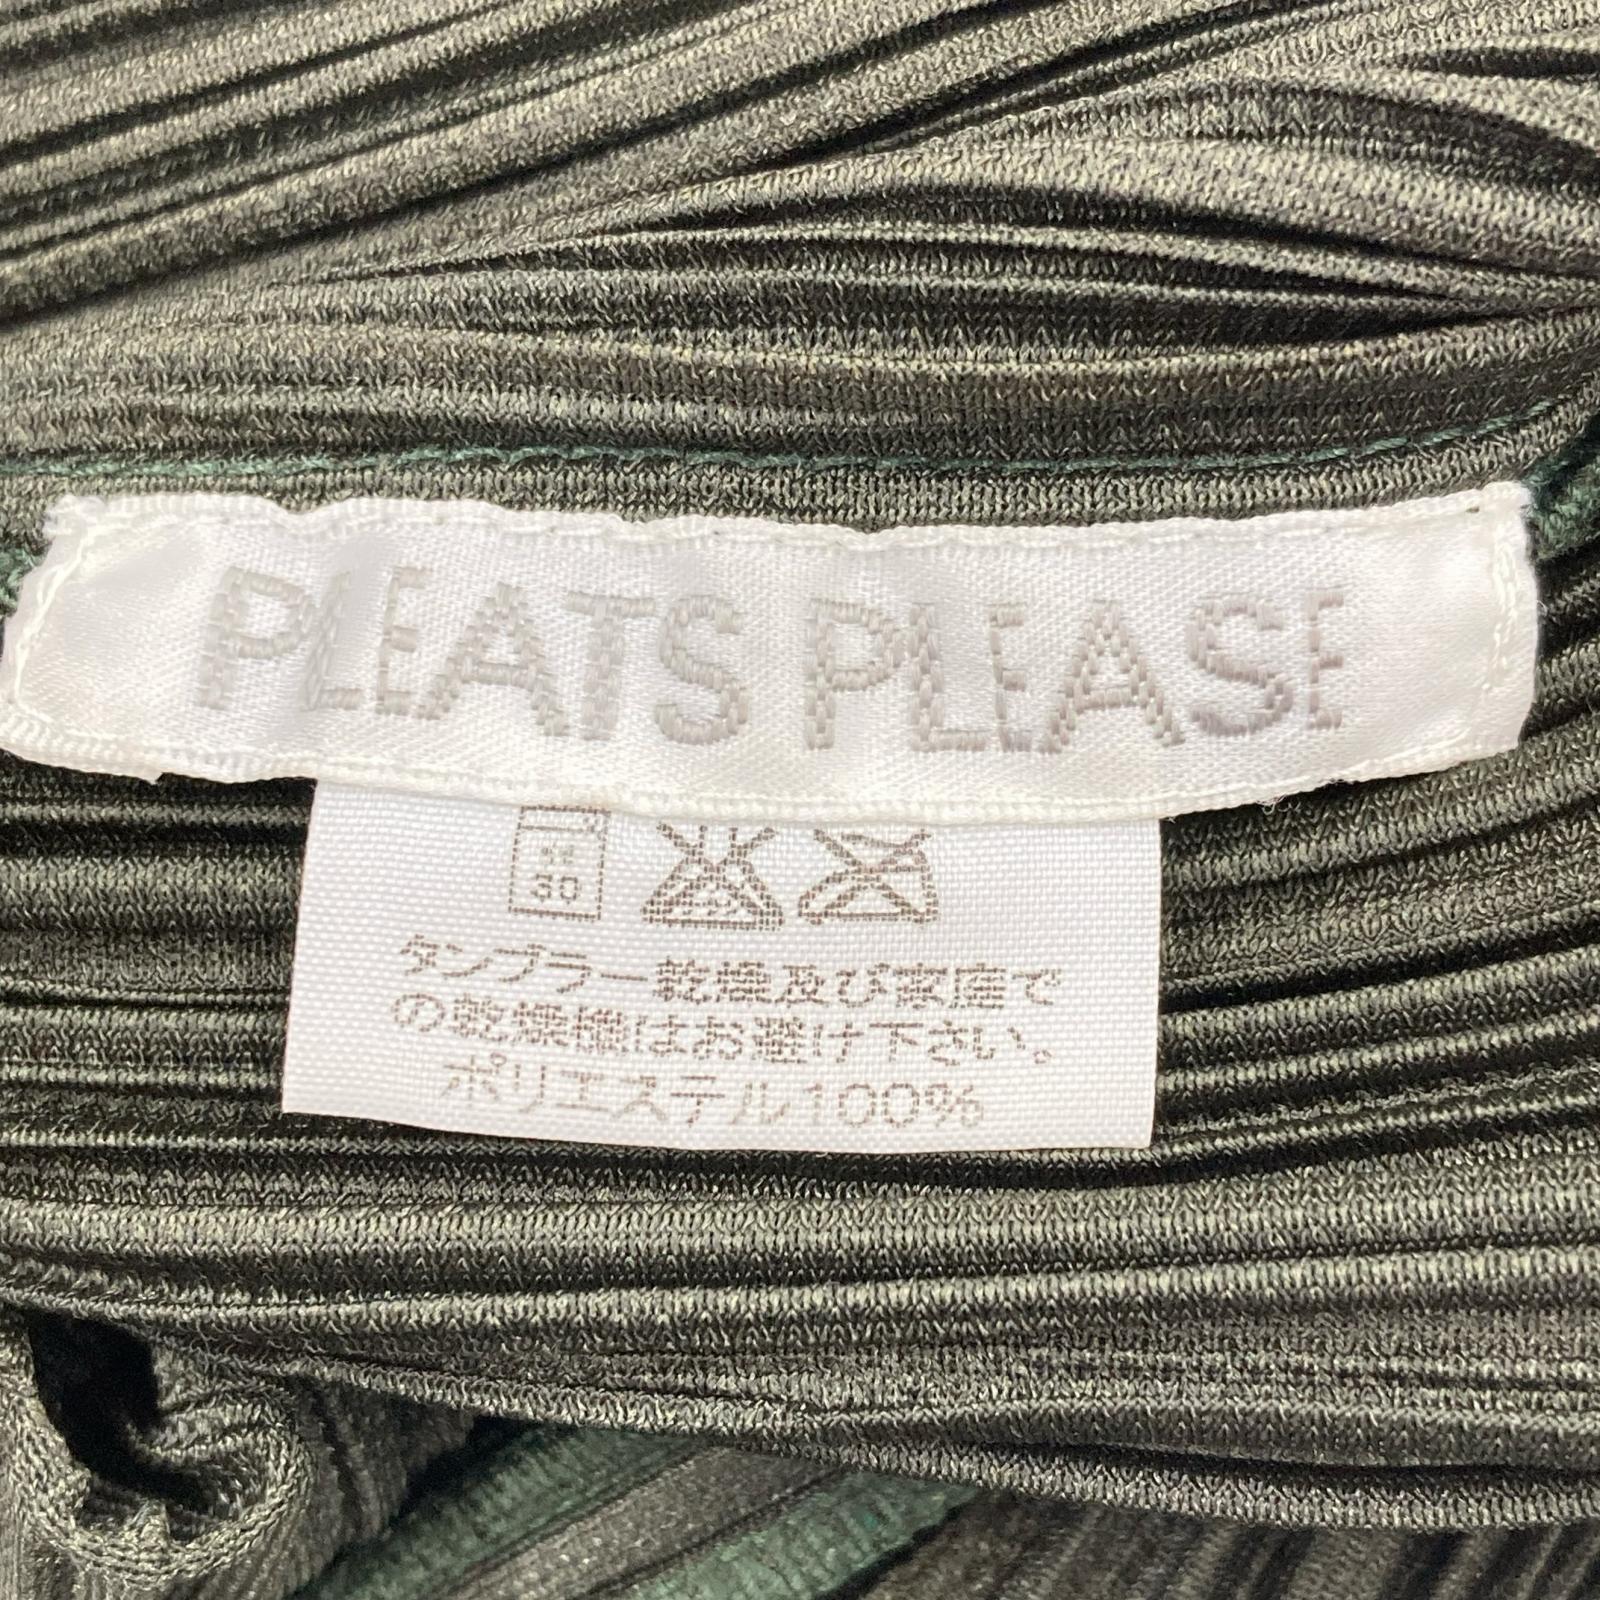 PLEATS PLEASE
30
タンブラー乾燥及び家庭で
の乾燥機はお避け下さい。
ポリエステル100%